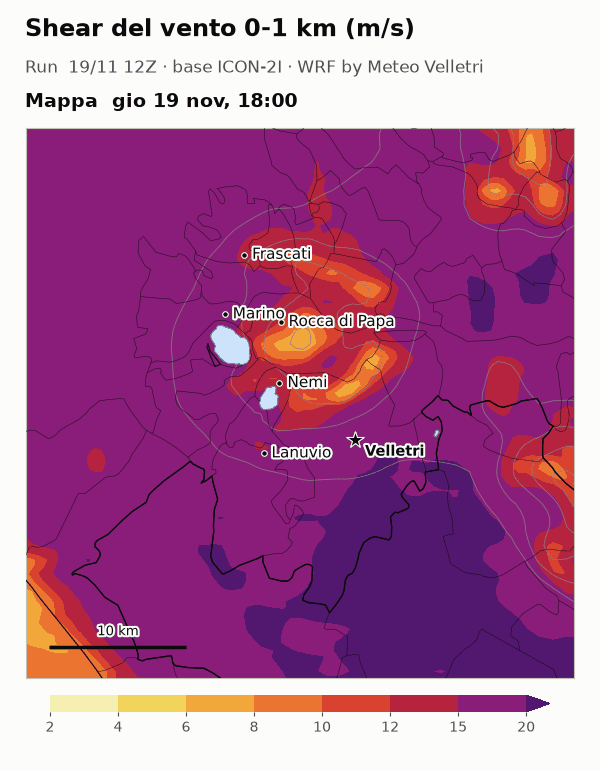 Shear del vento 0-1 km (m/s)
Run  19/11 12Z · base ICON-2I · WRF by Meteo Velletri
Mappa  gio 19 nov, 18:00
Frascati
Marino
Rocca di Papa
Nemi
Velletri
Lanuvio
10 km
2 4 6 8 10 12 15 20